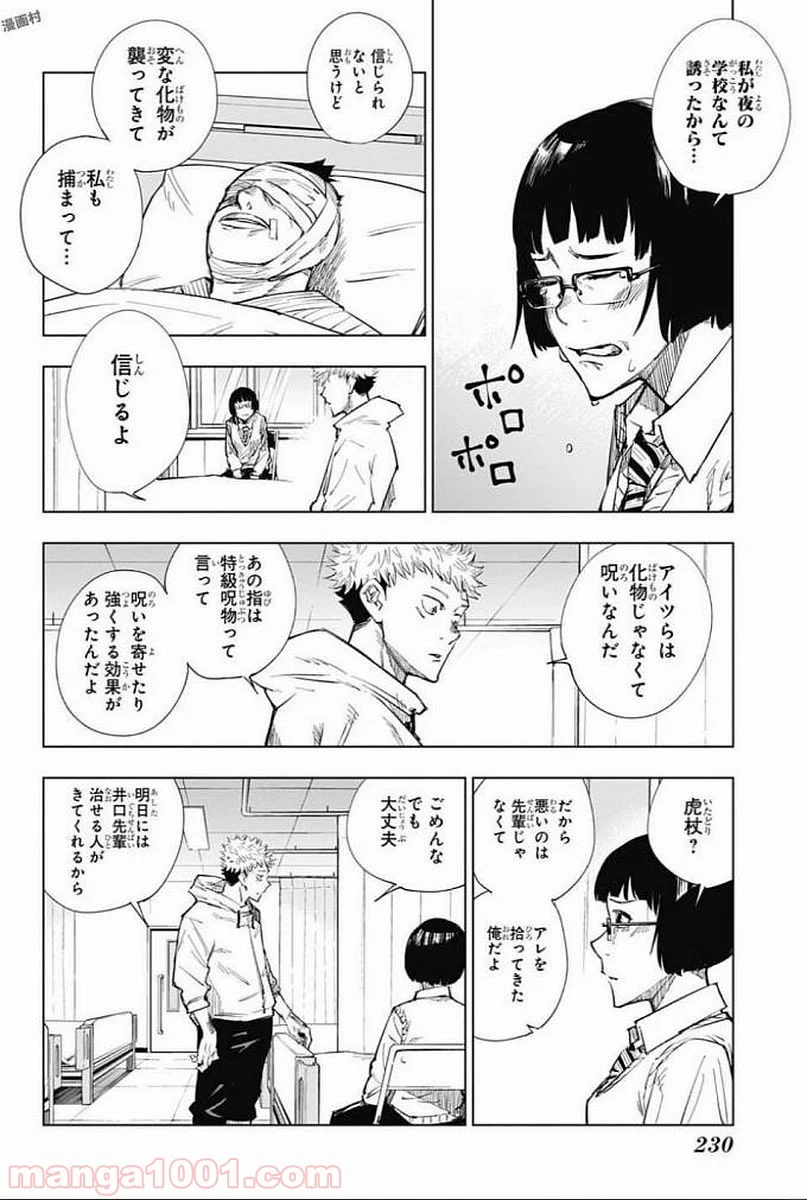 漫画村
私が夜の
学校なんて
誘ったから…
ポロ
ポロ
信じられ
ないと
思うけど
変な化物が
襲ってきて
私も
捕まって…
信じるよ
アイツらは
化物じゃなくて
呪いなんだ
あの指は
特級呪物って
言って
呪いを寄せたり
強くする効果が
あったんだよ
虎杖?
だから
悪いのは
先輩じゃ
なくて
アレを
拾ってきた
俺だよ
ごめんな
でも
大丈夫
明日には
井口先輩
治せる人が
きてくれるから
230
manga1001.com